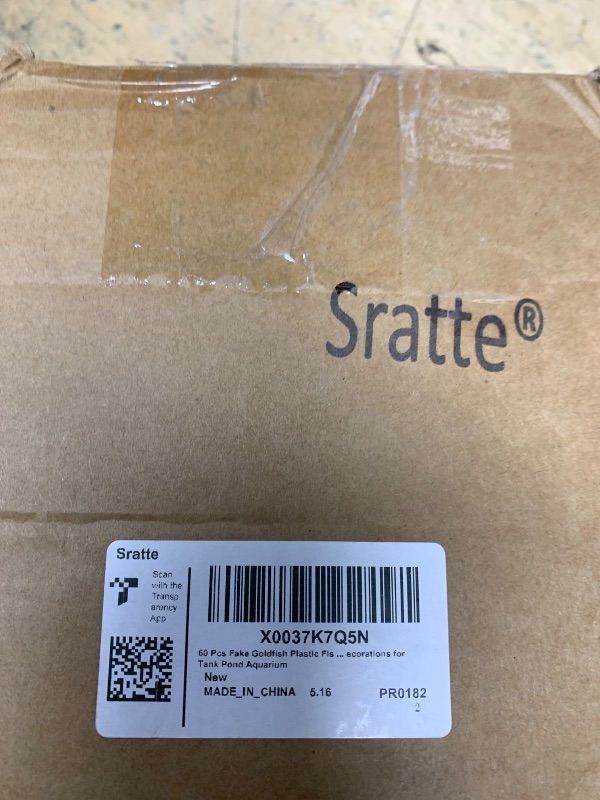 Sratte®
Sratte
Scan
with the
Transp
arency
App
X0037K7Q5N
60 Pcs Fake Goldfish Plastic Fis ... ecorations for
Tank Pond Aquarium
New
MADE_IN_CHINA 5.16 PR0182
2